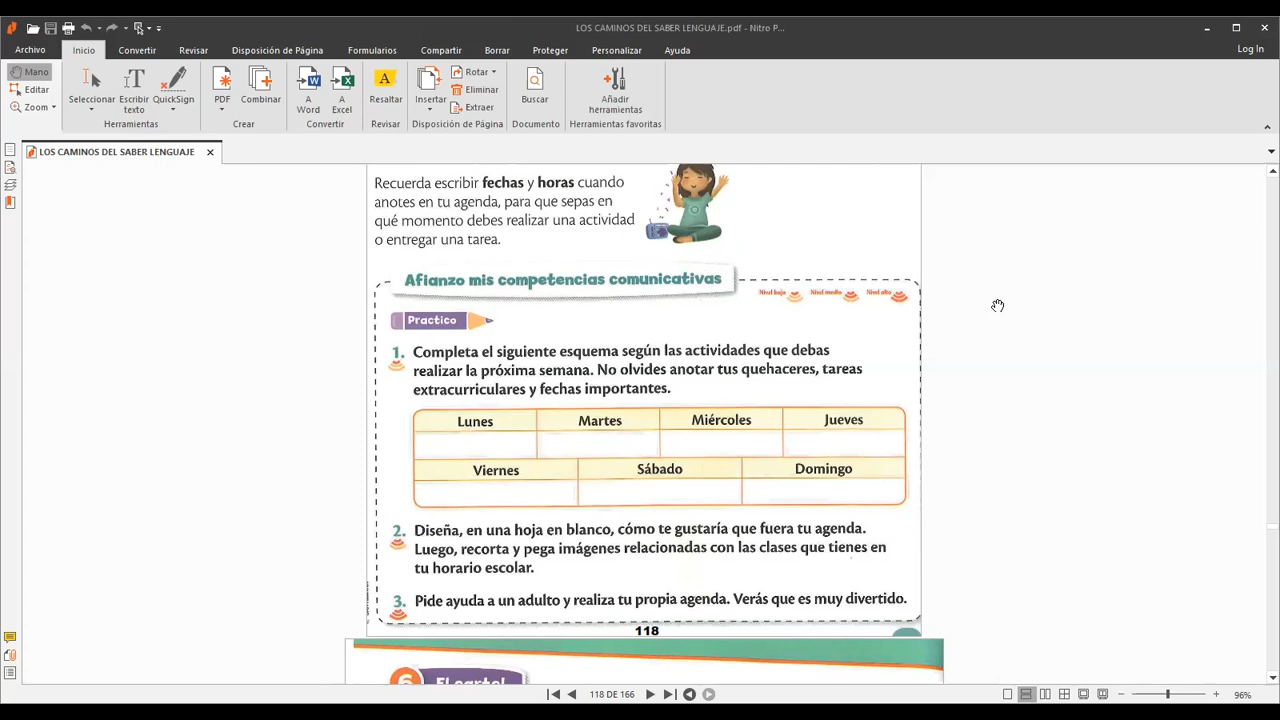 LOS CAMINOS DEL SABER LENGUAJE.pdf - Nitro P...
Archivo Inicio Convertir Revisar Disposición de Página Formularios Compartir Borrar Proteger Personalizar Ayuda Log In
Mano
Editar
Zoom
Seleccionar
Escribir texto
QuickSign
Herramientas
PDF
Combinar
Crear
A Word
A Excel
Convertir
Resaltar
Revisar
Insertar
Rotar
Eliminar
Extraer
Disposición de Página
Buscar
Documento
Añadir herramientas
Herramientas favoritas
LOS CAMINOS DEL SABER LENGUAJE
Recuerda escribir fechas y horas cuando
anotes en tu agenda, para que sepas en
qué momento debes realizar una actividad
o entregar una tarea.
Afianzo mis competencias comunicativas
Nivel bajo Nivel medio Nivel alto
Practico
1. Completa el siguiente esquema según las actividades que debas
realizar la próxima semana. No olvides anotar tus quehaceres, tareas
extracurriculares y fechas importantes.
Lunes Martes Miércoles Jueves
Viernes Sábado Domingo
2. Diseña, en una hoja en blanco, cómo te gustaría que fuera tu agenda.
Luego, recorta y pega imágenes relacionadas con las clases que tienes en
tu horario escolar.
3. Pide ayuda a un adulto y realiza tu propia agenda. Verás que es muy divertido.
118
6 El cartel
118 DE 166
96%